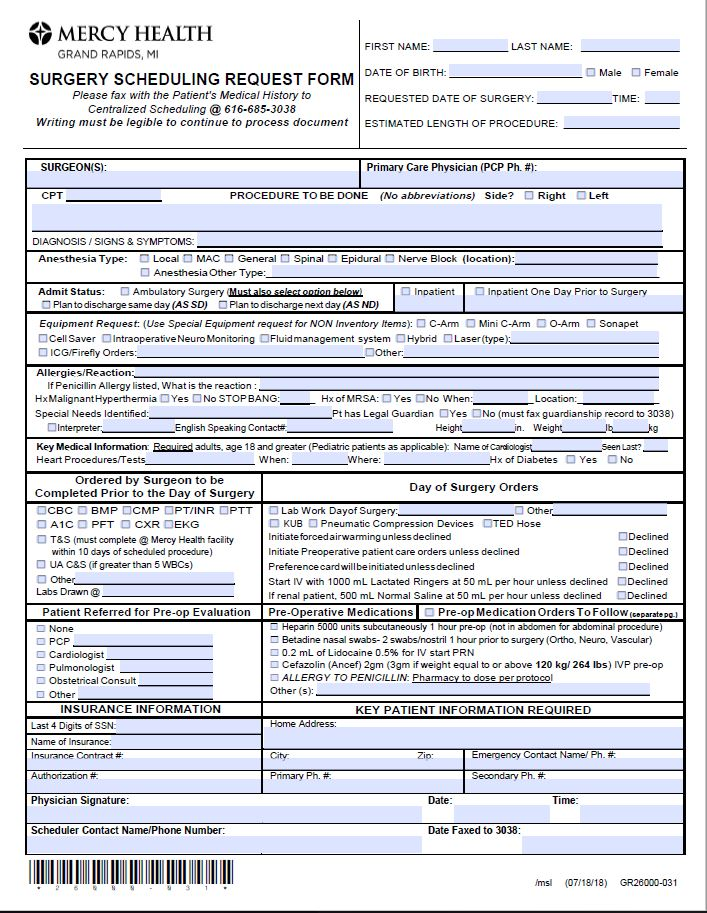 MERCY HEALTH
GRAND RAPIDS, MI
SURGERY SCHEDULING REQUEST FORM
Please fax with the Patient's Medical History to
Centralized Scheduling @ 616-685-3038
Writing must be legible to continue to process document
FIRST NAME: LAST NAME:
DATE OF BIRTH: Male Female
REQUESTED DATE OF SURGERY: TIME:
ESTIMATED LENGTH OF PROCEDURE:
SURGEON(S): Primary Care Physician (PCP Ph. #):
CPT PROCEDURE TO BE DONE (No abbreviations) Side? Right Left
DIAGNOSIS / SIGNS & SYMPTOMS:
Anesthesia Type: Local MAC General Spinal Epidural Nerve Block (location):
Anesthesia Other Type:
Admit Status: Ambulatory Surgery (Must also select option below) Inpatient Inpatient One Day Prior to Surgery
Plan to discharge same day (AS SD) Plan to discharge next day (AS ND)
Equipment Request: (Use Special Equipment request for NON Inventory Items): C-Arm Mini C-Arm O-Arm Sonapet
Cell Saver Intraoperative Neuro Monitoring Fluid management system Hybrid Laser (type):
ICG/Firefly Orders: Other:
Allergies/Reaction:
If Penicillin Allergy listed, What is the reaction :
Hx Malignant Hyperthermia Yes No STOP BANG: Hx of MRSA: Yes No When: Location:
Special Needs Identified: Pt has Legal Guardian Yes No (must fax guardianship record to 3038)
Interpreter: English Speaking Contact#: Height in. Weight lb kg
Key Medical Information: Required adults, age 18 and greater (Pediatric patients as applicable): Name of Cardiologist Seen Last?
Heart Procedures/Tests When: Where: Hx of Diabetes Yes No
Ordered by Surgeon to be
Completed Prior to the Day of Surgery
CBC BMP CMP PT/INR PTT
A1C PFT CXR EKG
T&S (must complete @ Mercy Health facility
within 10 days of scheduled procedure)
UA C&S (if greater than 5 WBCs)
Other
Labs Drawn @
Day of Surgery Orders
Lab Work Day of Surgery: Other
KUB Pneumatic Compression Devices TED Hose
Initiate forced air warming unless declined Declined
Initiate Preoperative patient care orders unless declined Declined
Preference card will be initiated unless declined Declined
Start IV with 1000 mL Lactated Ringers at 50 mL per hour unless declined Declined
If renal patient, 500 mL Normal Saline at 50 mL per hour unless declined Declined
Patient Referred for Pre-op Evaluation
None
PCP
Cardiologist
Pulmonologist
Obstetrical Consult
Other
Pre-Operative Medications Pre-op Medication Orders To Follow (separate pg.)
Heparin 5000 units subcutaneously 1 hour pre-op (not in abdomen for abdominal procedure)
Betadine nasal swabs- 2 swabs/nostril 1 hour prior to surgery (Ortho, Neuro, Vascular)
0.2 mL of Lidocaine 0.5% for IV start PRN
Cefazolin (Ancef) 2gm (3gm if weight equal to or above 120 kg/ 264 lbs) IVP pre-op
ALLERGY TO PENICILLIN: Pharmacy to dose per protocol
Other (s):
INSURANCE INFORMATION KEY PATIENT INFORMATION REQUIRED
Last 4 Digits of SSN: Home Address:
Name of Insurance:
Insurance Contract #: City: Zip: Emergency Contact Name/ Ph. #:
Authorization #: Primary Ph. #: Secondary Ph. #:
Physician Signature: Date: Time:
Scheduler Contact Name/Phone Number: Date Faxed to 3038:
* 2 6 0 0 0 - 0 3 1 *
/msl (07/18/18) GR26000-031